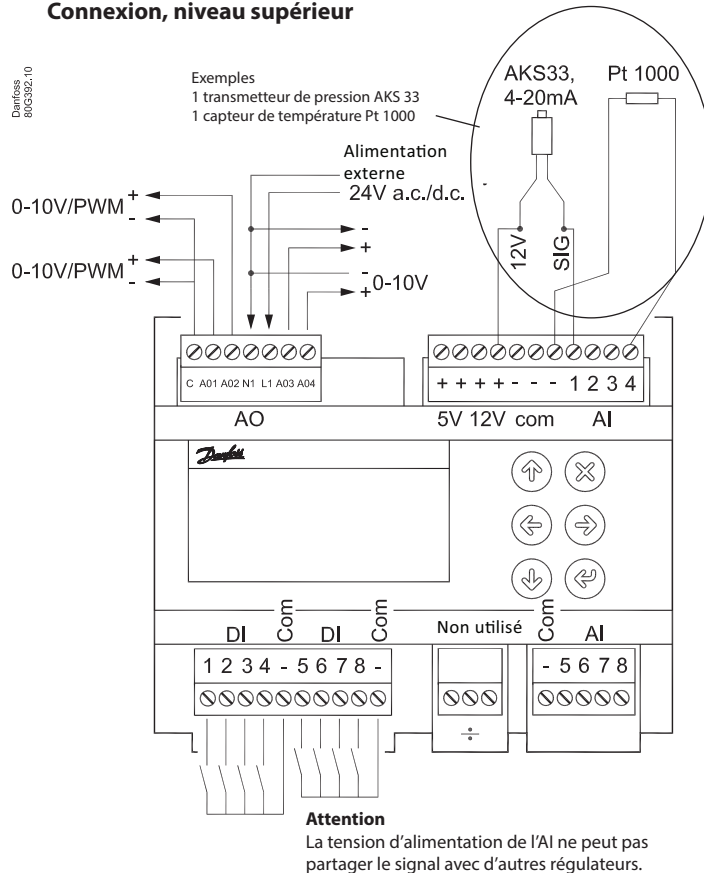 Connexion, niveau supérieur
Danfoss
80G392.10
Exemples
1 transmetteur de pression AKS 33
1 capteur de température Pt 1000
AKS33,
4-20mA
Pt 1000
Alimentation
externe
24V a.c./d.c.
0-10V/PWM + -
0-10V/PWM + -
- +
- + 0-10V
12V
SIG
C A01 A02 N1 L1 A03 A04
+ + + + - - - 1 2 3 4
AO
5V 12V com AI
Danfoss
DI Com DI Com
Non utilisé
Com AI
1 2 3 4 - 5 6 7 8 -
- 5 6 7 8
÷
Attention
La tension d’alimentation de l’AI ne peut pas
partager le signal avec d’autres régulateurs.